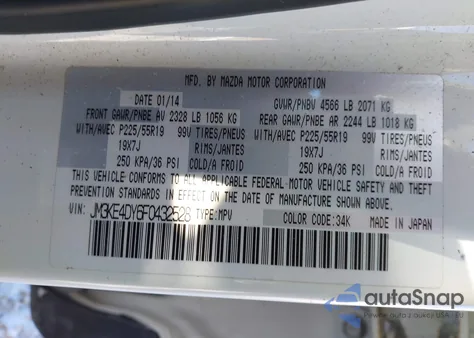 MFD. BY MAZDA MOTOR CORPORATION
DATE 01/14 GVWR/PNBV 4566 LB 2071 KG
FRONT GAWR/PNBE AV 2328 LB 1056 KG REAR GAWR/PNBE AR 2244 LB 1018 KG
WITH/AVEC P225/55R19 99V TIRES/PNEUS WITH/AVEC P225/55R19 99V TIRES/PNEUS
19X7J RIMS/JANTES 19X7J RIMS/JANTES
250 KPA/36 PSI COLD/A FROID 250 KPA/36 PSI COLD/A FROID
THIS VEHICLE CONFORMS TO ALL APPLICABLE FEDERAL MOTOR VEHICLE SAFETY AND THEFT
PREVENTION STANDARDS IN EFFECT ON THE DATE OF MANUFACTURE SHOWN ABOVE.
VIN: JM3KE4DY6F0432526 TYPE: MPV COLOR CODE: 34K MADE IN JAPAN
autoSnap